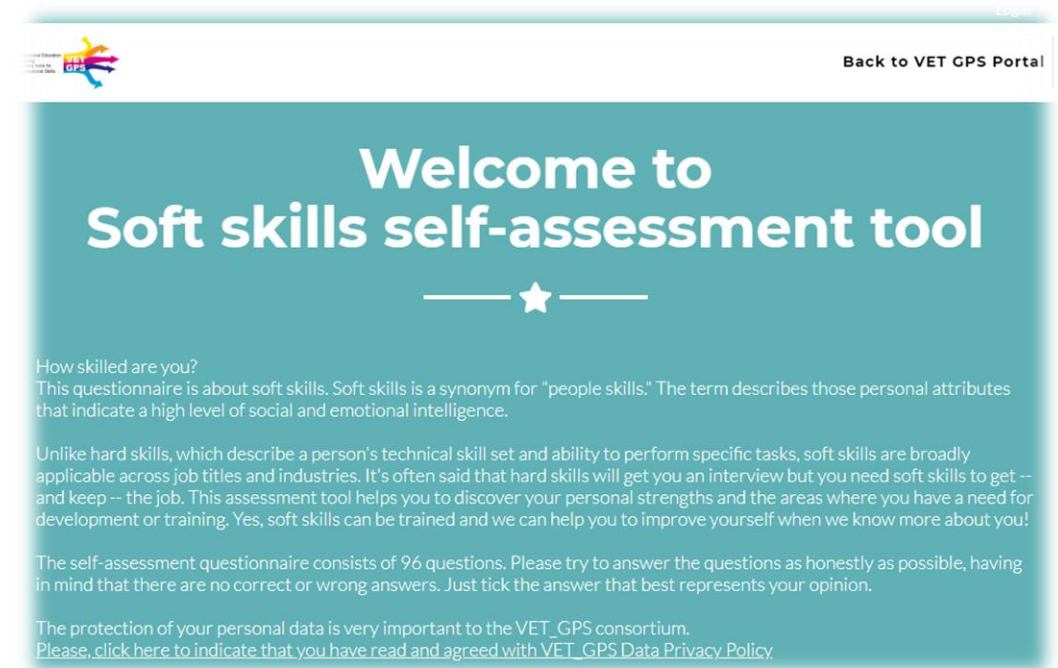 Login
VET
GPS
Back to VET GPS Portal
Welcome to
Soft skills self-assessment tool
How skilled are you?
This questionnaire is about soft skills. Soft skills is a synonym for "people skills." The term describes those personal attributes
that indicate a high level of social and emotional intelligence.
Unlike hard skills, which describe a person's technical skill set and ability to perform specific tasks, soft skills are broadly
applicable across job titles and industries. It's often said that hard skills will get you an interview but you need soft skills to get --
and keep -- the job. This assessment tool helps you to discover your personal strengths and the areas where you have a need for
development or training. Yes, soft skills can be trained and we can help you to improve yourself when we know more about you!
The self-assessment questionnaire consists of 96 questions. Please try to answer the questions as honestly as possible, having
in mind that there are no correct or wrong answers. Just tick the answer that best represents your opinion.
The protection of your personal data is very important to the VET_GPS consortium.
Please, click here to indicate that you have read and agreed with VET_GPS Data Privacy Policy